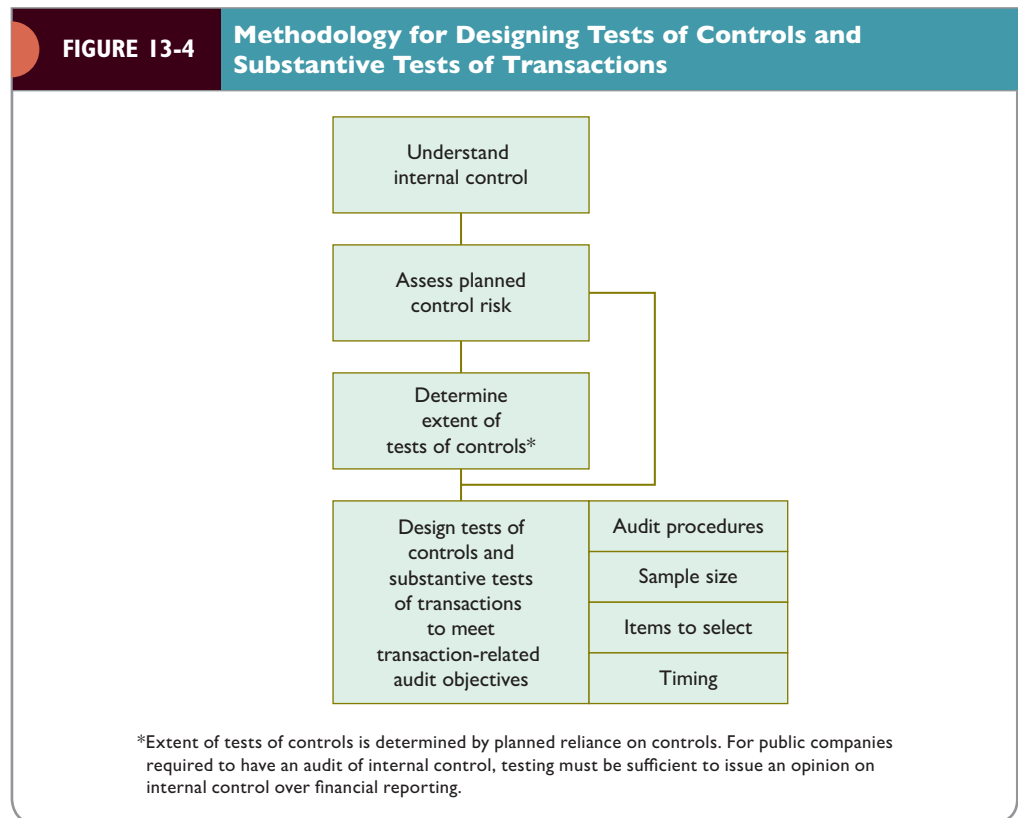 FIGURE 13-4
Methodology for Designing Tests of Controls and
Substantive Tests of Transactions
Understand
internal control
Assess planned
control risk
Determine
extent of
tests of controls*
Design tests of
controls and
substantive tests
of transactions
to meet
transaction-related
audit objectives
Audit procedures
Sample size
Items to select
Timing
*Extent of tests of controls is determined by planned reliance on controls. For public companies
required to have an audit of internal control, testing must be sufficient to issue an opinion on
internal control over financial reporting.